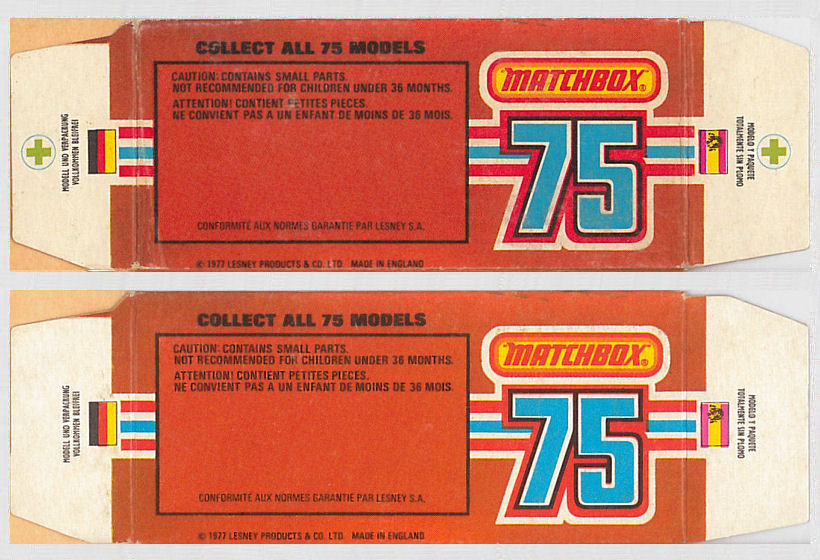 COLLECT ALL 75 MODELS
CAUTION: CONTAINS SMALL PARTS.
NOT RECOMMENDED FOR CHILDREN UNDER 36 MONTHS.
ATTENTION! CONTIENT PETITES PIECES.
NE CONVIENT PAS A UN ENFANT DE MOINS DE 36 MOIS.
CONFORMITÉ AUX NORMES GARANTIE PAR LESNEY S.A.
© 1977 LESNEY PRODUCTS & CO. LTD. MADE IN ENGLAND
MATCHBOX®
75
MODELL UND VERPACKUNG
VOLLKOMMEN BLEIFREI
MODELO Y PAQUETE
TOTALMENTE SIN PLOMO
COLLECT ALL 75 MODELS
CAUTION: CONTAINS SMALL PARTS.
NOT RECOMMENDED FOR CHILDREN UNDER 36 MONTHS.
ATTENTION! CONTIENT PETITES PIECES.
NE CONVIENT PAS A UN ENFANT DE MOINS DE 36 MOIS.
CONFORMITÉ AUX NORMES GARANTIE PAR LESNEY S.A.
© 1977 LESNEY PRODUCTS & CO. LTD. MADE IN ENGLAND
MATCHBOX®
75
MODELL UND VERPACKUNG
VOLLKOMMEN BLEIFREI
MODELO Y PAQUETE
TOTALMENTE SIN PLOMO